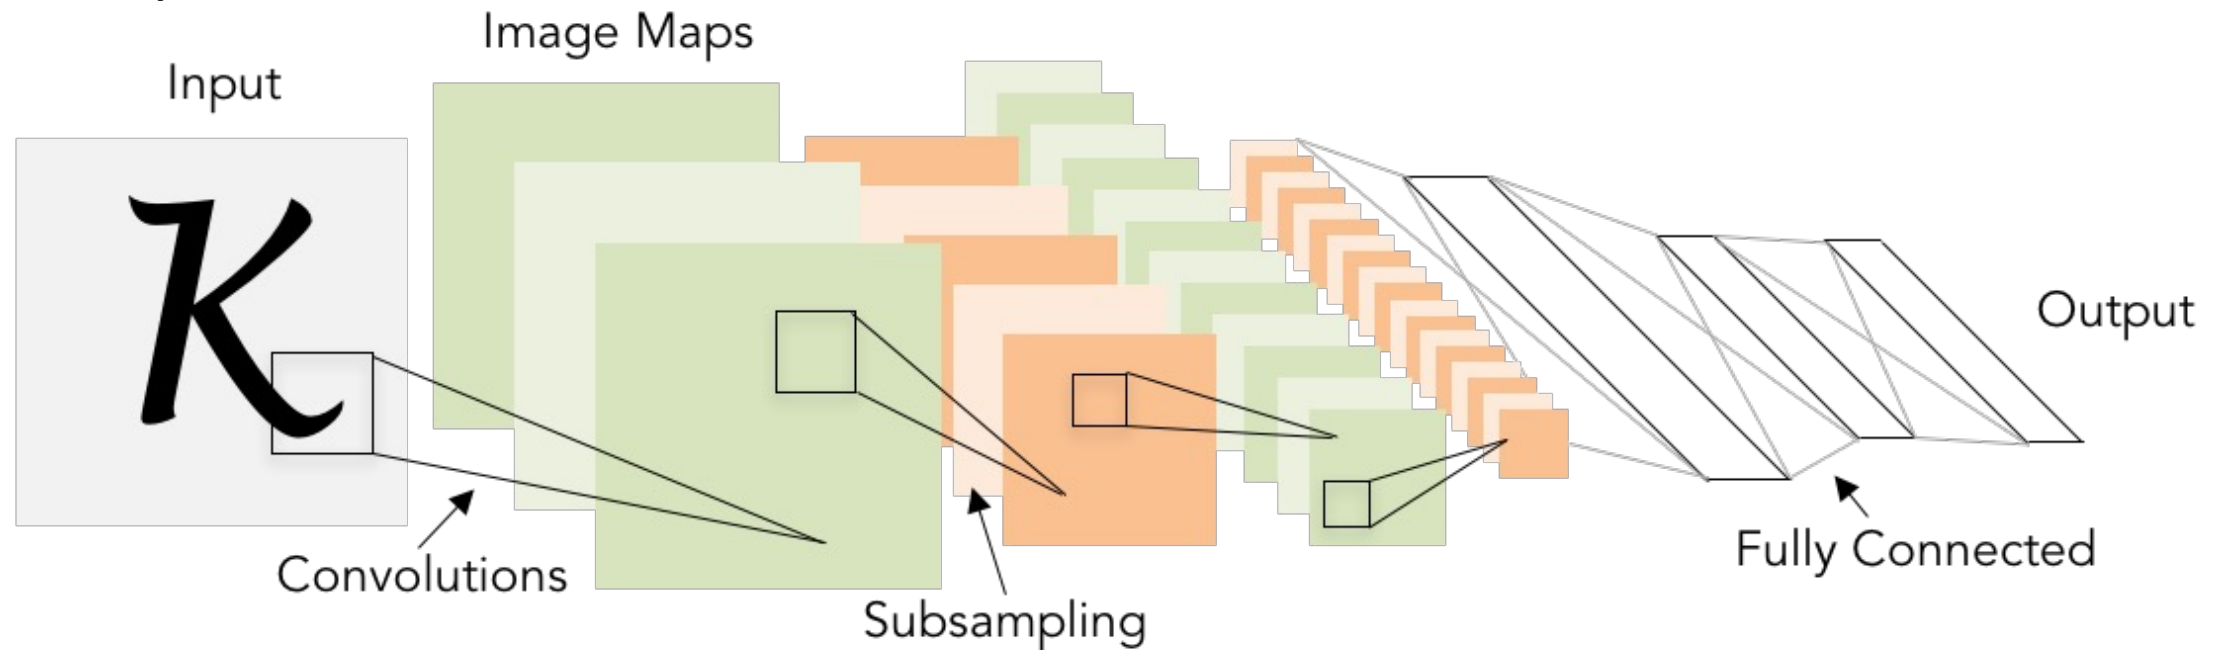 Image Maps
Input
K
Output
Convolutions
Fully Connected
Subsampling